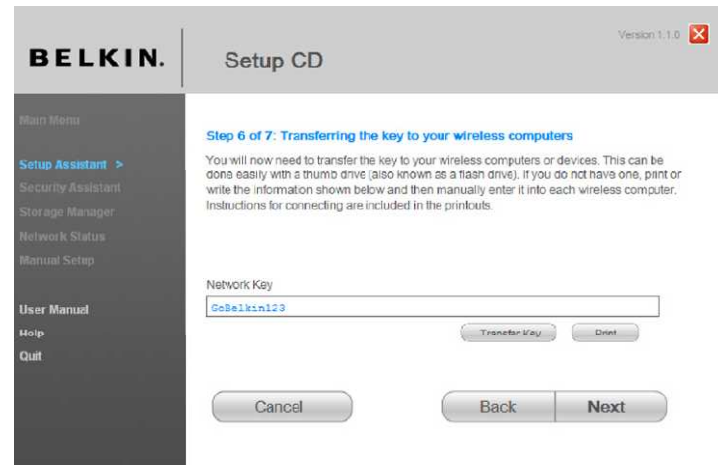 Version 1.1.0
BELKIN.
Setup CD
Main Menu
Setup Assistant >
Security Assistant
Storage Manager
Network Status
Manual Setup
User Manual
Help
Quit
Step 6 of 7: Transferring the key to your wireless computers
You will now need to transfer the key to your wireless computers or devices. This can be
done easily with a thumb drive (also known as a flash drive). If you do not have one, print or
write the information shown below and then manually enter it into each wireless computer.
Instructions for connecting are included in the printouts.
Network Key
GoBelkin123
Transfer Key
Print
Cancel
Back
Next